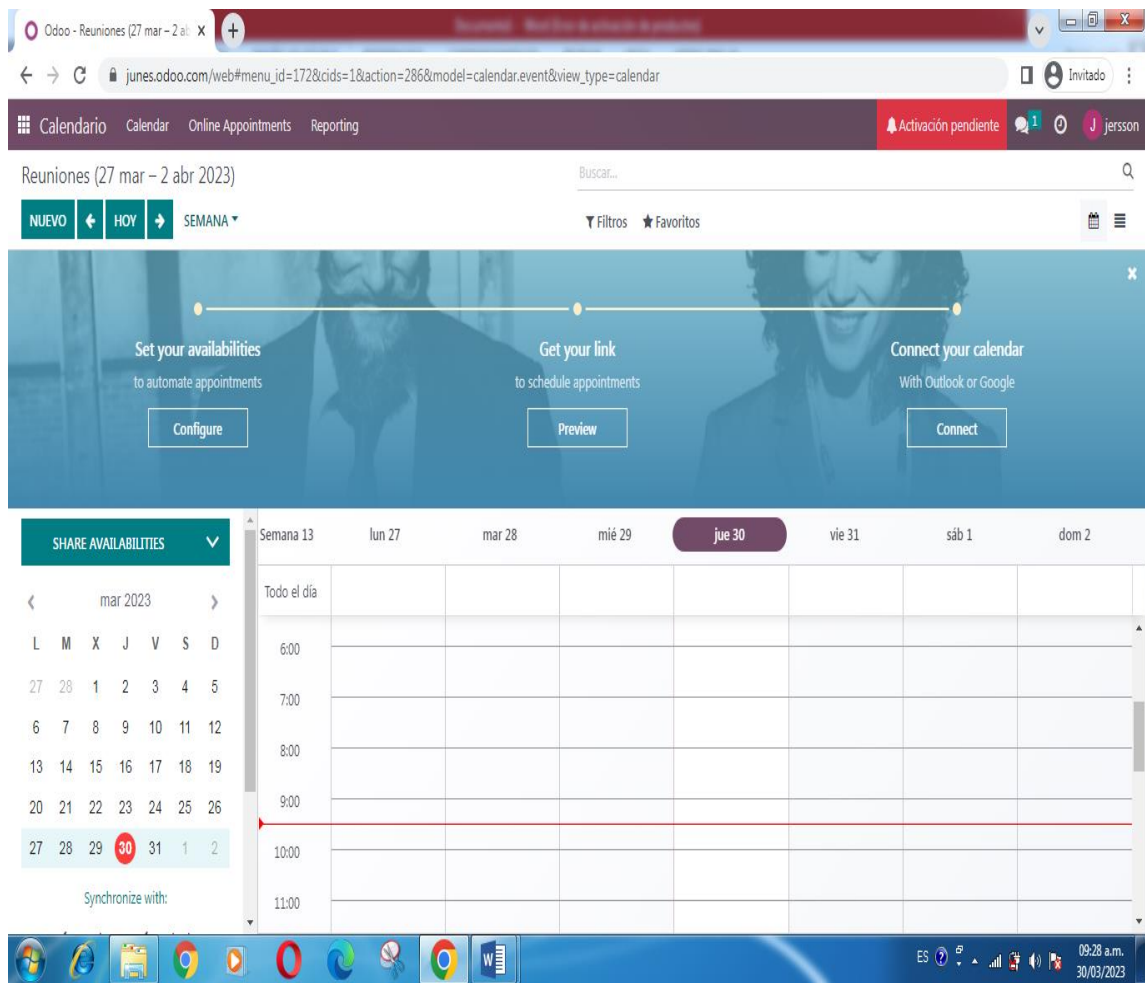 Odoo - Reuniones (27 mar – 2 ab
junes.odoo.com/web#menu_id=172&cids=1&action=286&model=calendar.event&view_type=calendar
Invitado
Calendario Calendar Online Appointments Reporting
Activación pendiente 1 J jersson
Reuniones (27 mar – 2 abr 2023)
Buscar...
NUEVO HOY SEMANA
Filtros Favoritos
Set your availabilities Get your link Connect your calendar
to automate appointments to schedule appointments With Outlook or Google
Configure Preview Connect
SHARE AVAILABILITIES
Semana 13 lun 27 mar 28 mié 29 jue 30 vie 31 sáb 1 dom 2
Todo el día
mar 2023
L M X J V S D
27 28 1 2 3 4 5
6 7 8 9 10 11 12
13 14 15 16 17 18 19
20 21 22 23 24 25 26
27 28 29 30 31 1 2
Synchronize with:
6:00
7:00
8:00
9:00
10:00
11:00
ES
09:28 a.m.
30/03/2023